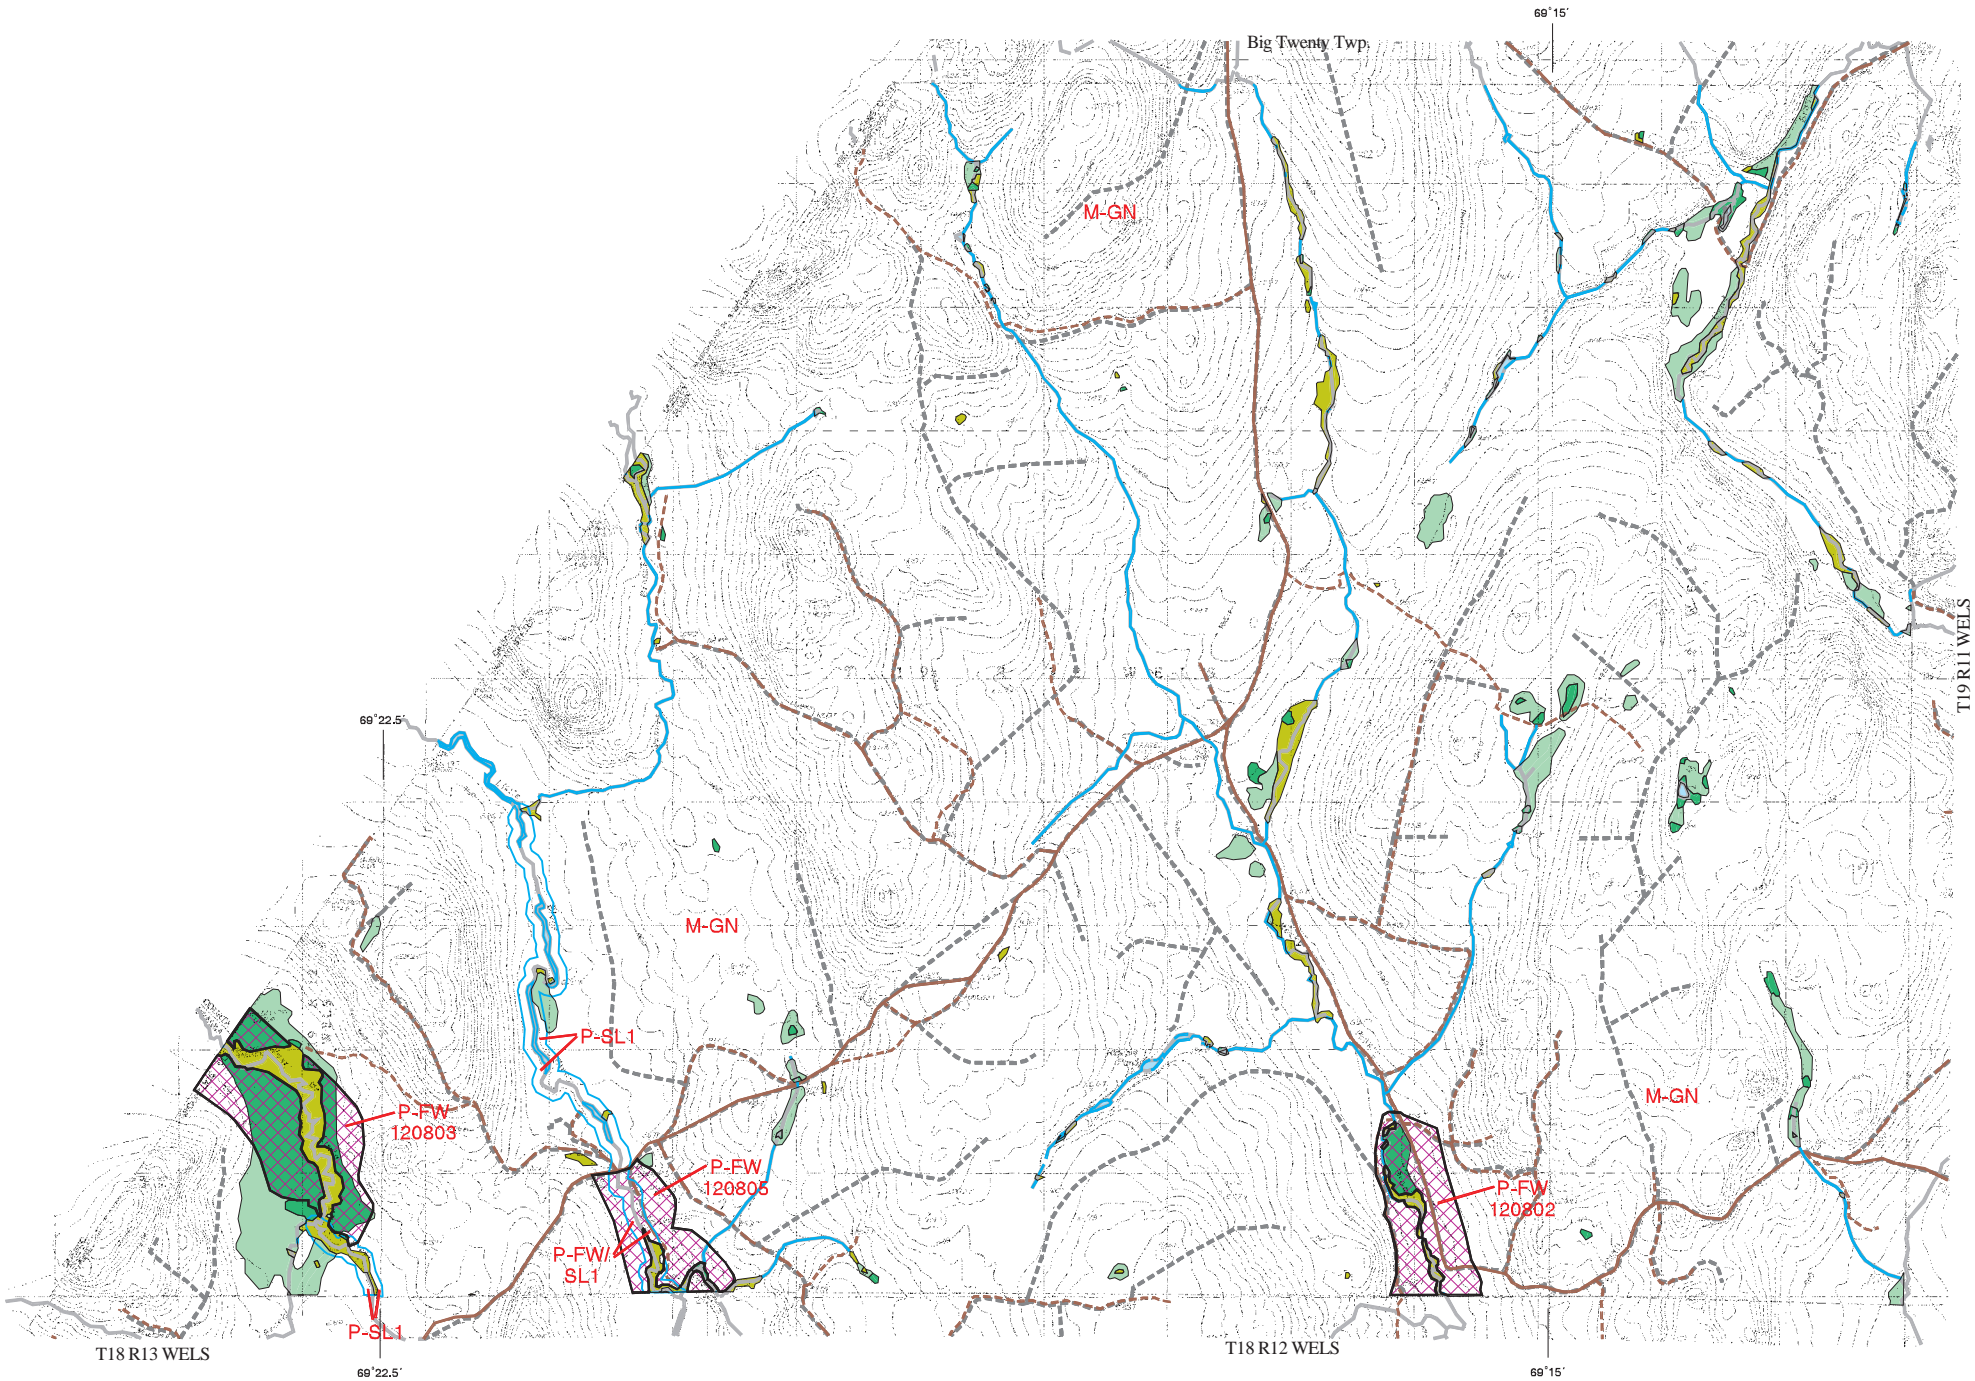 69°15′
Big Twenty Twp.
M-GN
T19 R11 WELS
69°22.5′
M-GN
P-SL1
M-GN
P-FW
120803
P-FW
120805
P-FW
120802
P-FW/
SL1
P-SL1
T18 R13 WELS
T18 R12 WELS
69°22.5′
69°15′